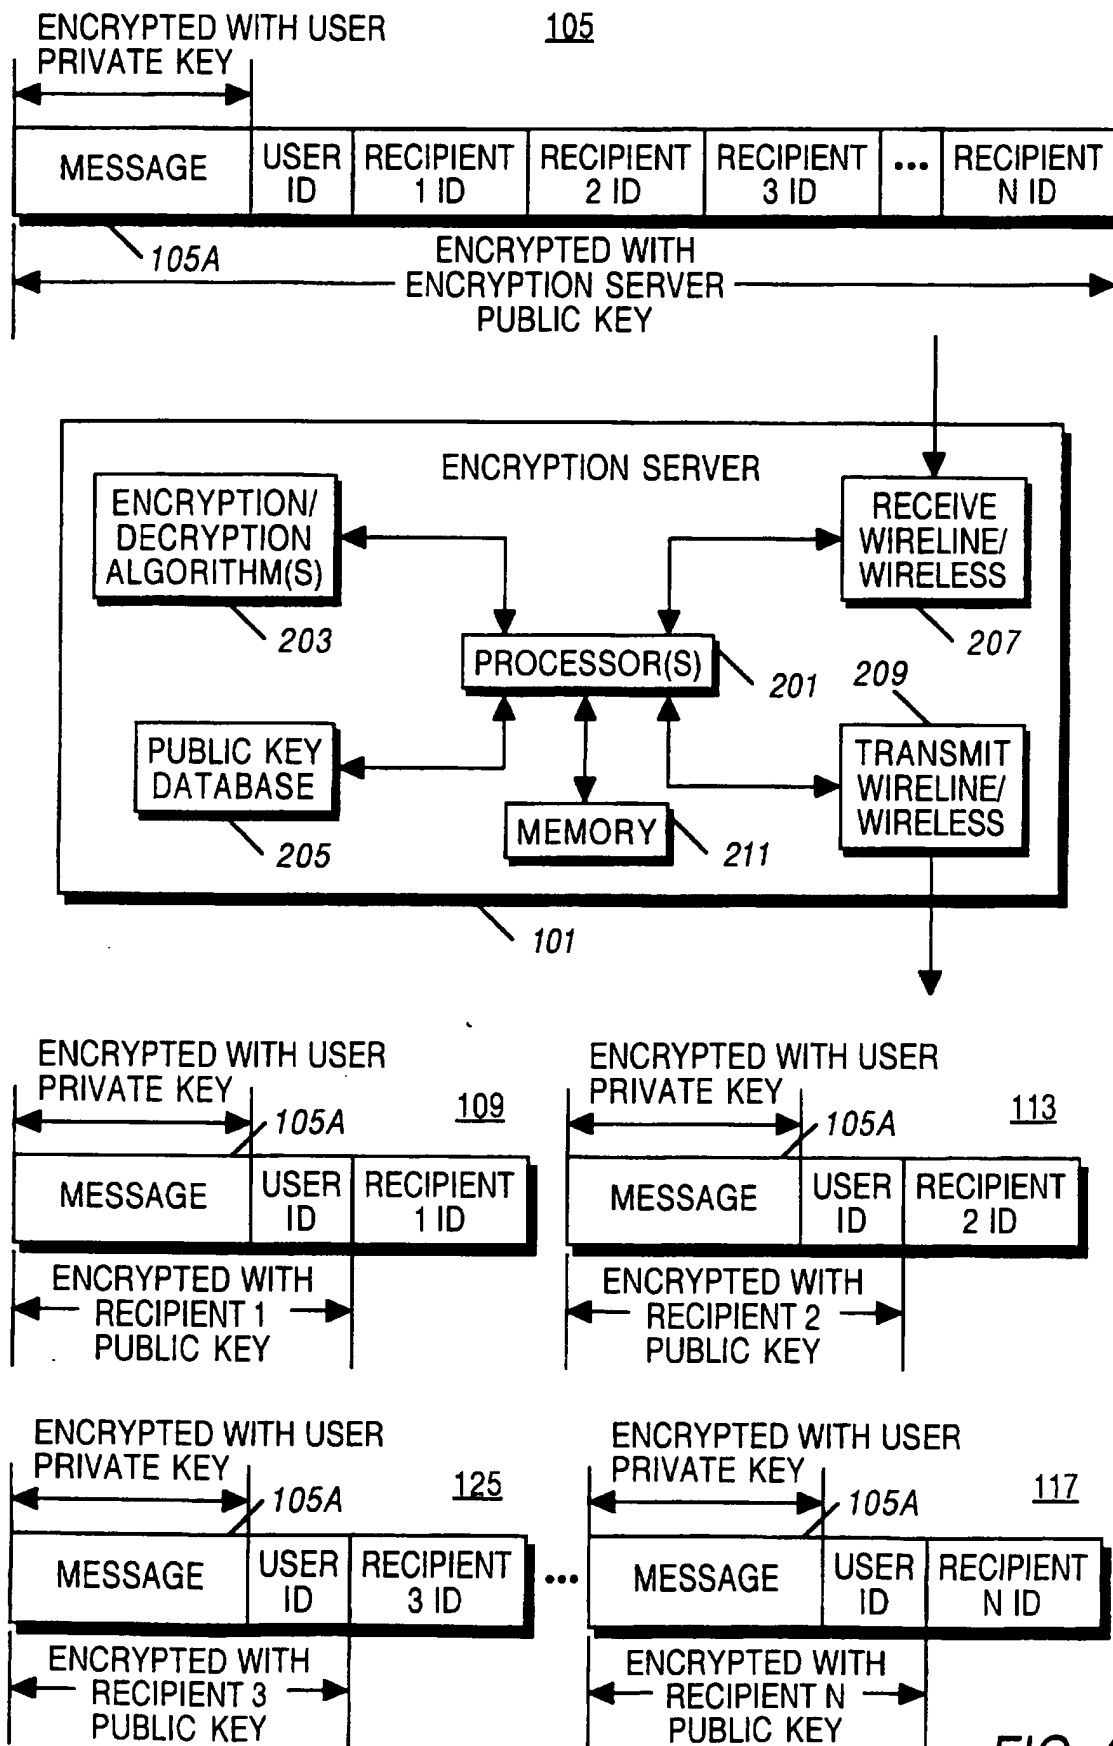 ENCRYPTED WITH USER
PRIVATE KEY
105
MESSAGE
USER
ID
RECIPIENT
1 ID
RECIPIENT
2 ID
RECIPIENT
3 ID
...
RECIPIENT
N ID
105A
ENCRYPTED WITH
ENCRYPTION SERVER
PUBLIC KEY
ENCRYPTION SERVER
ENCRYPTION/
DECRYPTION
ALGORITHM(S)
203
RECEIVE
WIRELINE/
WIRELESS
207
PROCESSOR(S)
201
209
PUBLIC KEY
DATABASE
205
MEMORY
211
TRANSMIT
WIRELINE/
WIRELESS
101
ENCRYPTED WITH USER
PRIVATE KEY
105A
109
MESSAGE
USER
ID
RECIPIENT
1 ID
ENCRYPTED WITH
RECIPIENT 1
PUBLIC KEY
ENCRYPTED WITH USER
PRIVATE KEY
105A
113
MESSAGE
USER
ID
RECIPIENT
2 ID
ENCRYPTED WITH
RECIPIENT 2
PUBLIC KEY
ENCRYPTED WITH USER
PRIVATE KEY
105A
125
MESSAGE
USER
ID
RECIPIENT
3 ID
ENCRYPTED WITH
RECIPIENT 3
PUBLIC KEY
...
ENCRYPTED WITH USER
PRIVATE KEY
105A
117
MESSAGE
USER
ID
RECIPIENT
N ID
ENCRYPTED WITH
RECIPIENT N
PUBLIC KEY